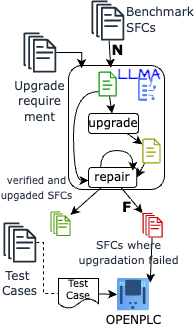 Benchmark
SFCs
N
Upgrade
require
ment
LLMA
upgrade
repair
verified and
upgaded SFCs
F
SFCs where
upgradation failed
Test
Cases
Test
Case
OPENPLC